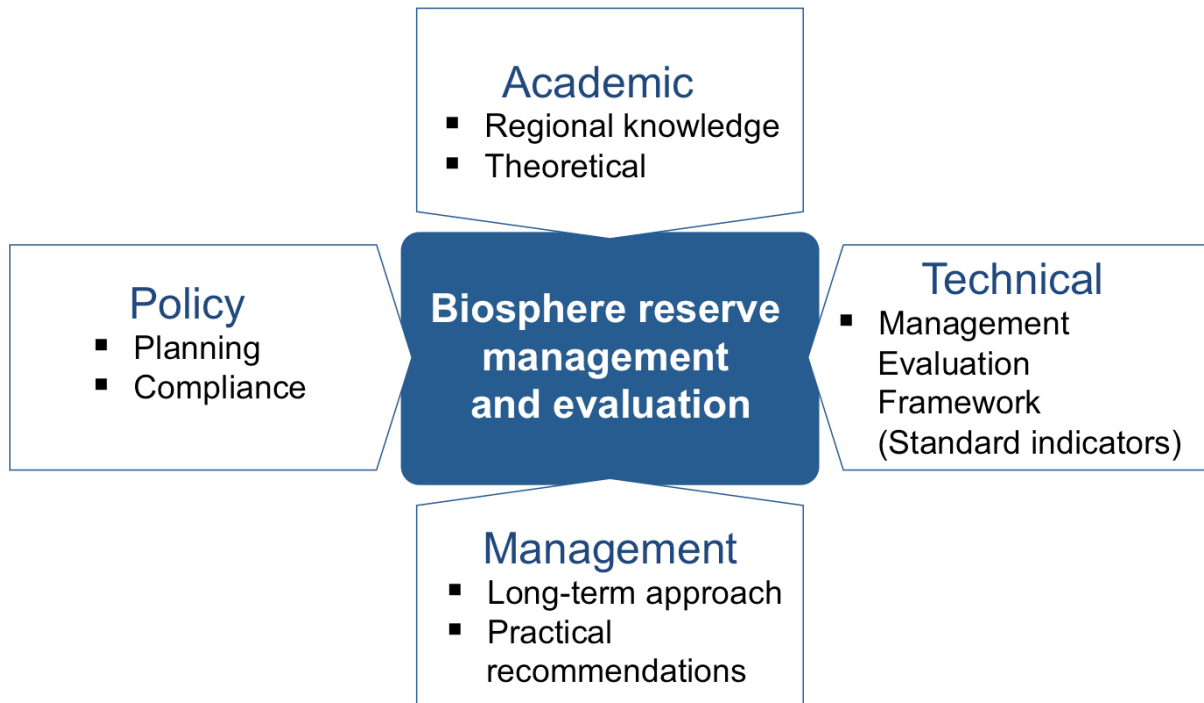 Academic
▪ Regional knowledge
▪ Theoretical
Policy
▪ Planning
▪ Compliance
Biosphere reserve
management
and evaluation
Technical
▪ Management
Evaluation
Framework
(Standard indicators)
Management
▪ Long-term approach
▪ Practical
recommendations